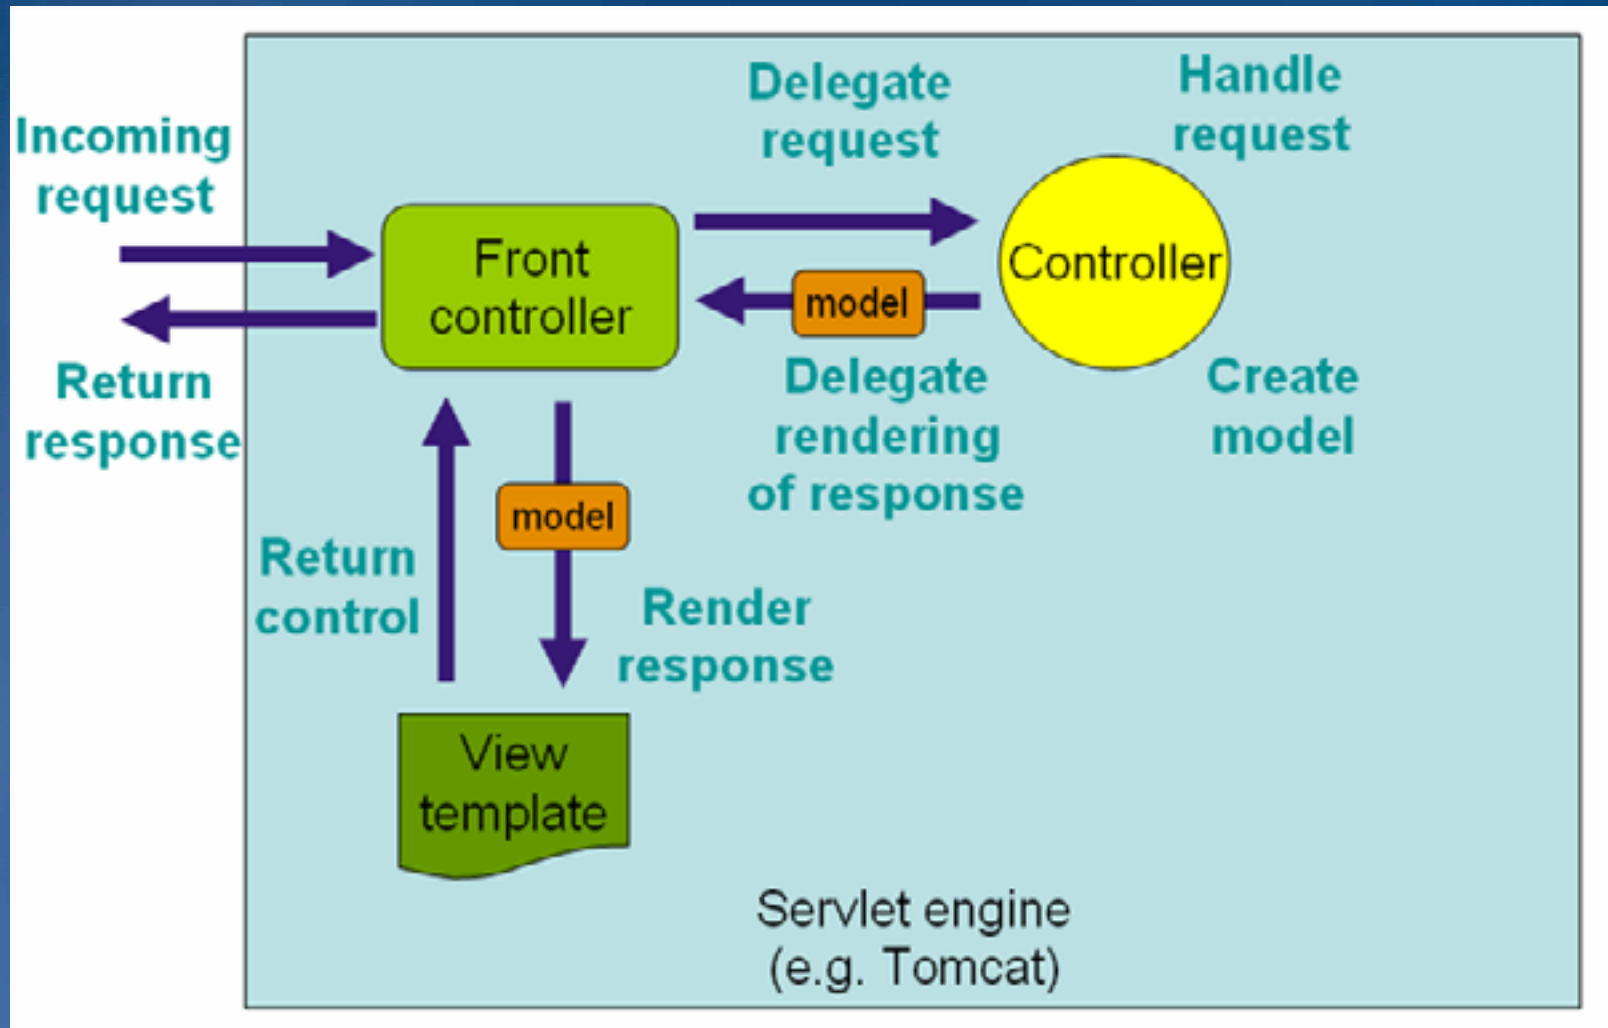 Incoming
request
Return
response
Delegate
request
Handle
request
Front
controller
Controller
model
Delegate
rendering
of response
Create
model
Return
control
model
Render
response
View
template
Servlet engine
(e.g. Tomcat)